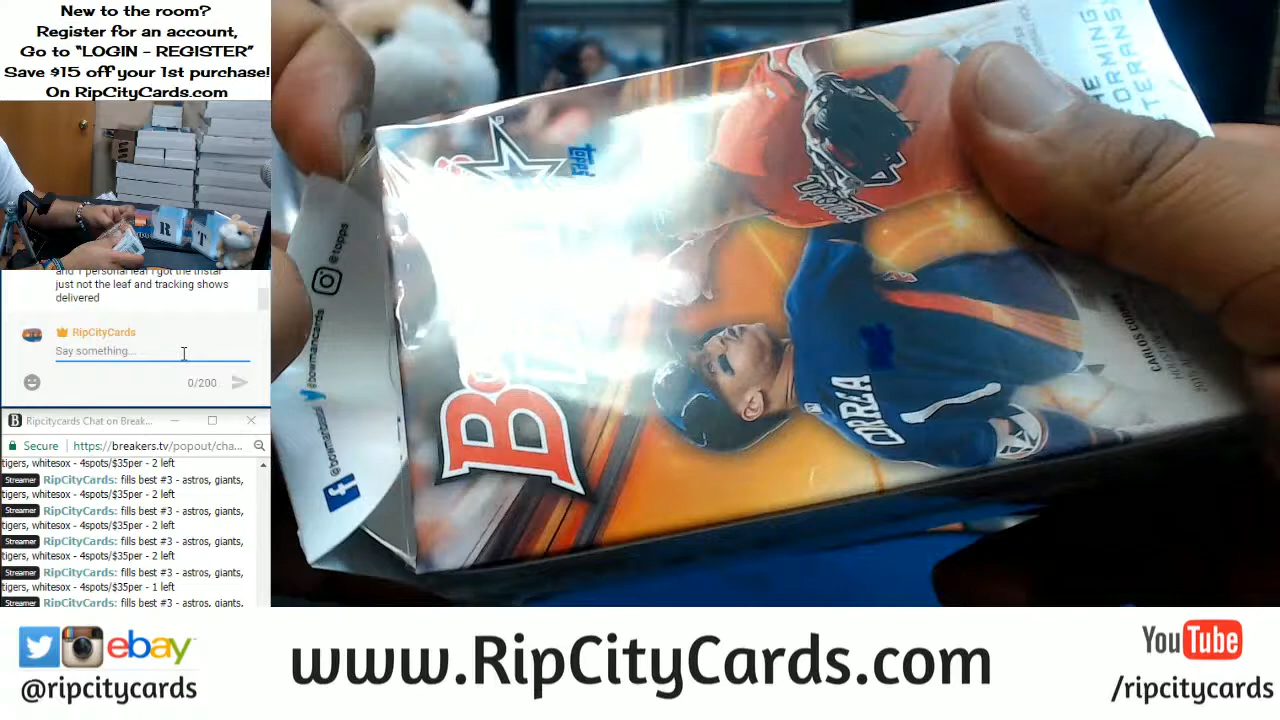 New to the room?
Register for an account,
Go to “LOGIN - REGISTER”
Save $15 off your 1st purchase!
On RipCityCards.com
R
T
just not the leaf and tracking shows
delivered
RipCityCards
Say something...
0/200
Ripcitycards Chat on Break...
Secure https://breakers.tv/popout/cha...
tigers, whitesox - 4spots/$35per - 2 left
Streamer RipCityCards: fills best #3 - astros, giants,
tigers, whitesox - 4spots/$35per - 2 left
Streamer RipCityCards: fills best #3 - astros, giants,
tigers, whitesox - 4spots/$35per - 2 left
Streamer RipCityCards: fills best #3 - astros, giants,
tigers, whitesox - 4spots/$35per - 2 left
Streamer RipCityCards: fills best #3 - astros, giants,
tigers, whitesox - 4spots/$35per - 1 left
Streamer RipCityCards: fills best #3 - astros, giants,
@topps
@bowmancards
topps
CORREA
1
@ripcitycards
ebay
www.RipCityCards.com
YouTube
/ripcitycards